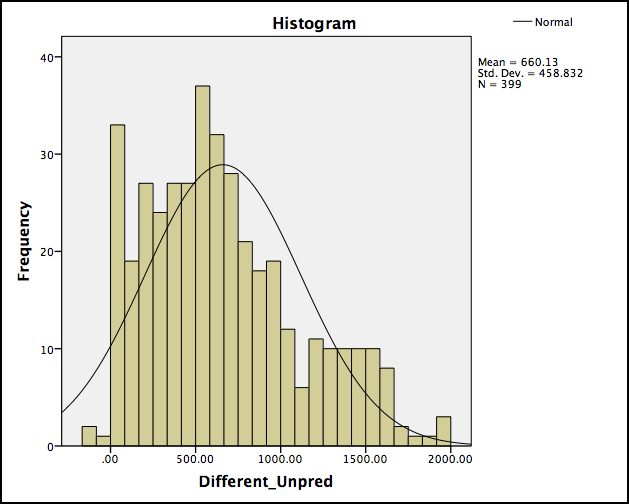 Histogram
Normal
Mean = 660.13
Std. Dev. = 458.832
N = 399
Frequency
40
30
20
10
0
.00 500.00 1000.00 1500.00 2000.00
Different_Unpred